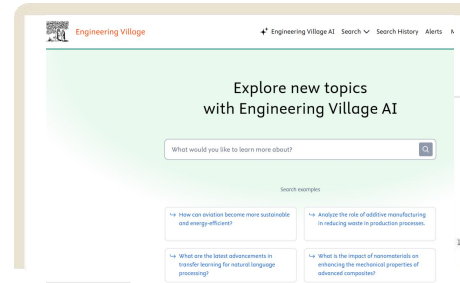 Engineering Village
Engineering Village AI Search Search History Alerts
Explore new topics
with Engineering Village AI
What would you like to learn more about?
Search examples
How can aviation become more sustainable
and energy-efficient?
Analyze the role of additive manufacturing
in reducing waste in production processes.
What are the latest advancements in
transfer learning for natural language
processing?
What is the impact of nanomaterials on
enhancing the mechanical properties of
advanced composites?